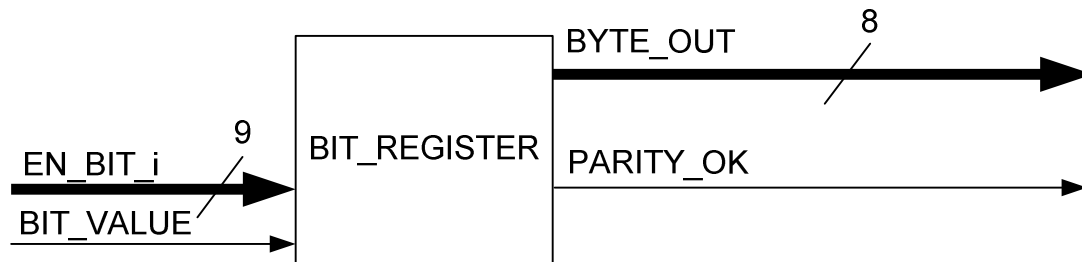 8
BYTE_OUT
9
BIT_REGISTER
EN_BIT_i
PARITY_OK
BIT_VALUE